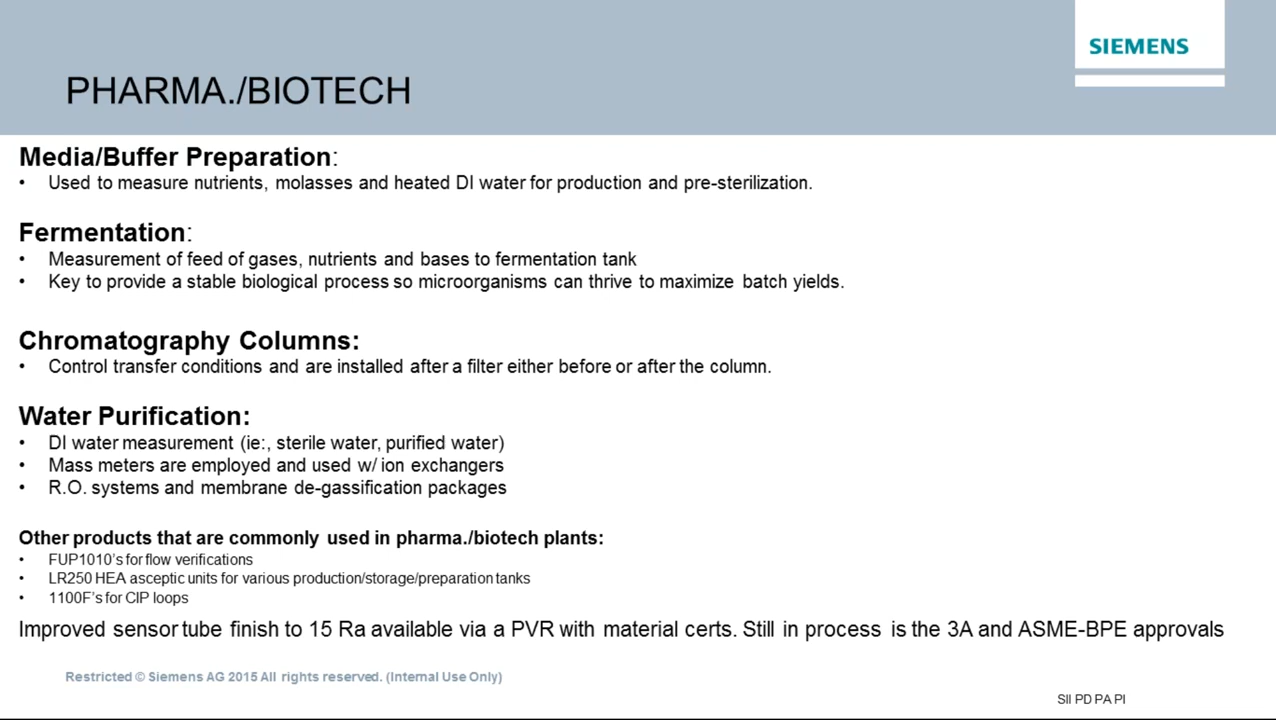 SIEMENS
PHARMA./BIOTECH
Media/Buffer Preparation:
• Used to measure nutrients, molasses and heated DI water for production and pre-sterilization.
Fermentation:
• Measurement of feed of gases, nutrients and bases to fermentation tank
• Key to provide a stable biological process so microorganisms can thrive to maximize batch yields.
Chromatography Columns:
• Control transfer conditions and are installed after a filter either before or after the column.
Water Purification:
• DI water measurement (ie:, sterile water, purified water)
• Mass meters are employed and used w/ ion exchangers
• R.O. systems and membrane de-gassification packages
Other products that are commonly used in pharma./biotech plants:
• FUP1010's for flow verifications
• LR250 HEA asceptic units for various production/storage/preparation tanks
• 1100F's for CIP loops
Improved sensor tube finish to 15 Ra available via a PVR with material certs. Still in process is the 3A and ASME-BPE approvals
Restricted © Siemens AG 2015 All rights reserved. (Internal Use Only)
SII PD PA PI